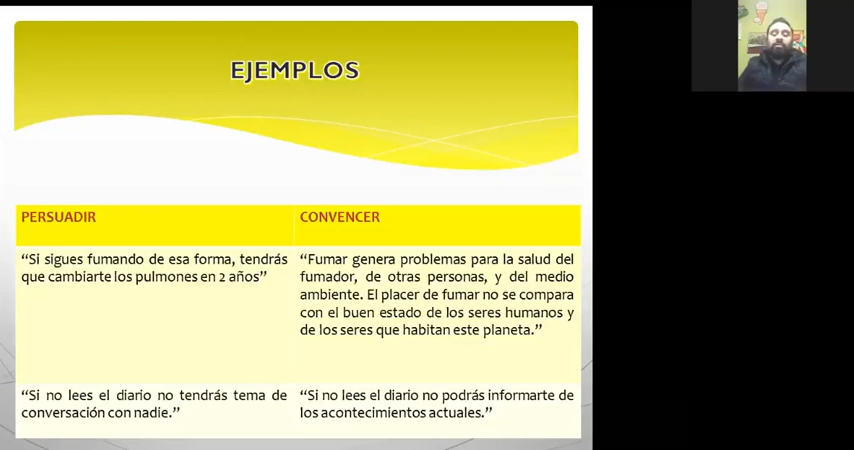 EJEMPLOS
PERSUADIR
CONVENCER
“Si sigues fumando de esa forma, tendrás
que cambiarte los pulmones en 2 años”
“Fumar genera problemas para la salud del
fumador, de otras personas, y del medio
ambiente. El placer de fumar no se compara
con el buen estado de los seres humanos y
de los seres que habitan este planeta.”
“Si no lees el diario no tendrás tema de
conversación con nadie.”
“Si no lees el diario no podrás informarte de
los acontecimientos actuales.”